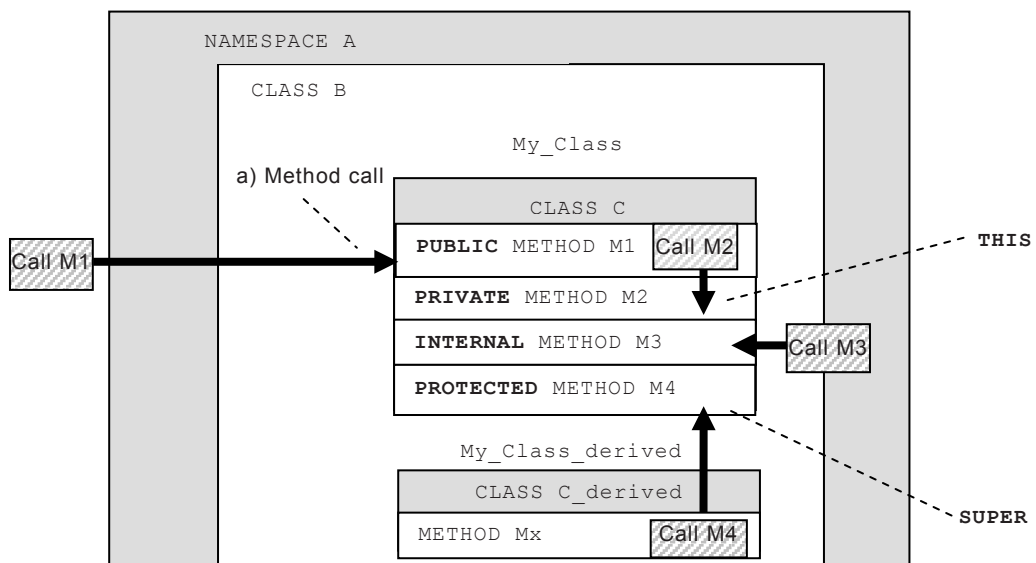 NAMESPACE A
CLASS B
My_Class
a) Method call
CLASS C
PUBLIC METHOD M1
Call M2
THIS
Call M1
PRIVATE METHOD M2
INTERNAL METHOD M3
Call M3
PROTECTED METHOD M4
My_Class_derived
CLASS C_derived
SUPER
METHOD Mx
Call M4